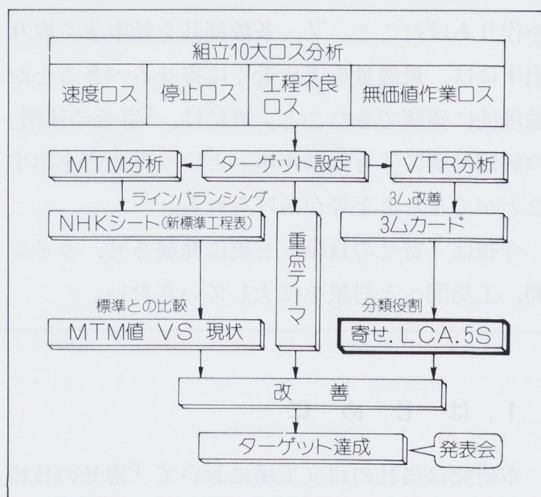 組立10大ロス分析
速度ロス 停止ロス 工程不良ロス 無価値作業ロス
MTM分析 ターゲット設定 VTR分析
ラインバランシング 3ム改善
NHKシート(新標準工程表) 重点テーマ 3ムカード
標準との比較 分類役割
MTM値 VS 現状 寄せ.LCA.5S
改善
ターゲット達成 発表会
1.はじめに